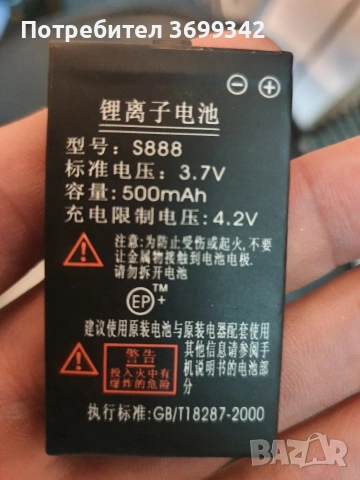 Потребител 3699342
⊖ ⊕
锂离子电池
型号: S888
标准电压: 3.7V
容量: 500mAh
充电限制电压: 4.2V
注意: 为防止受伤或起火,不要
让金属物接触到电池电极.
请勿拆开电池
EP™+
建议使用原装电池与原装电器配套使用
警告
投入火中有
爆炸的危险
其他信息请参阅手
机说明书的电池部
分
执行标准: GB/T18287-2000
bazar.bg